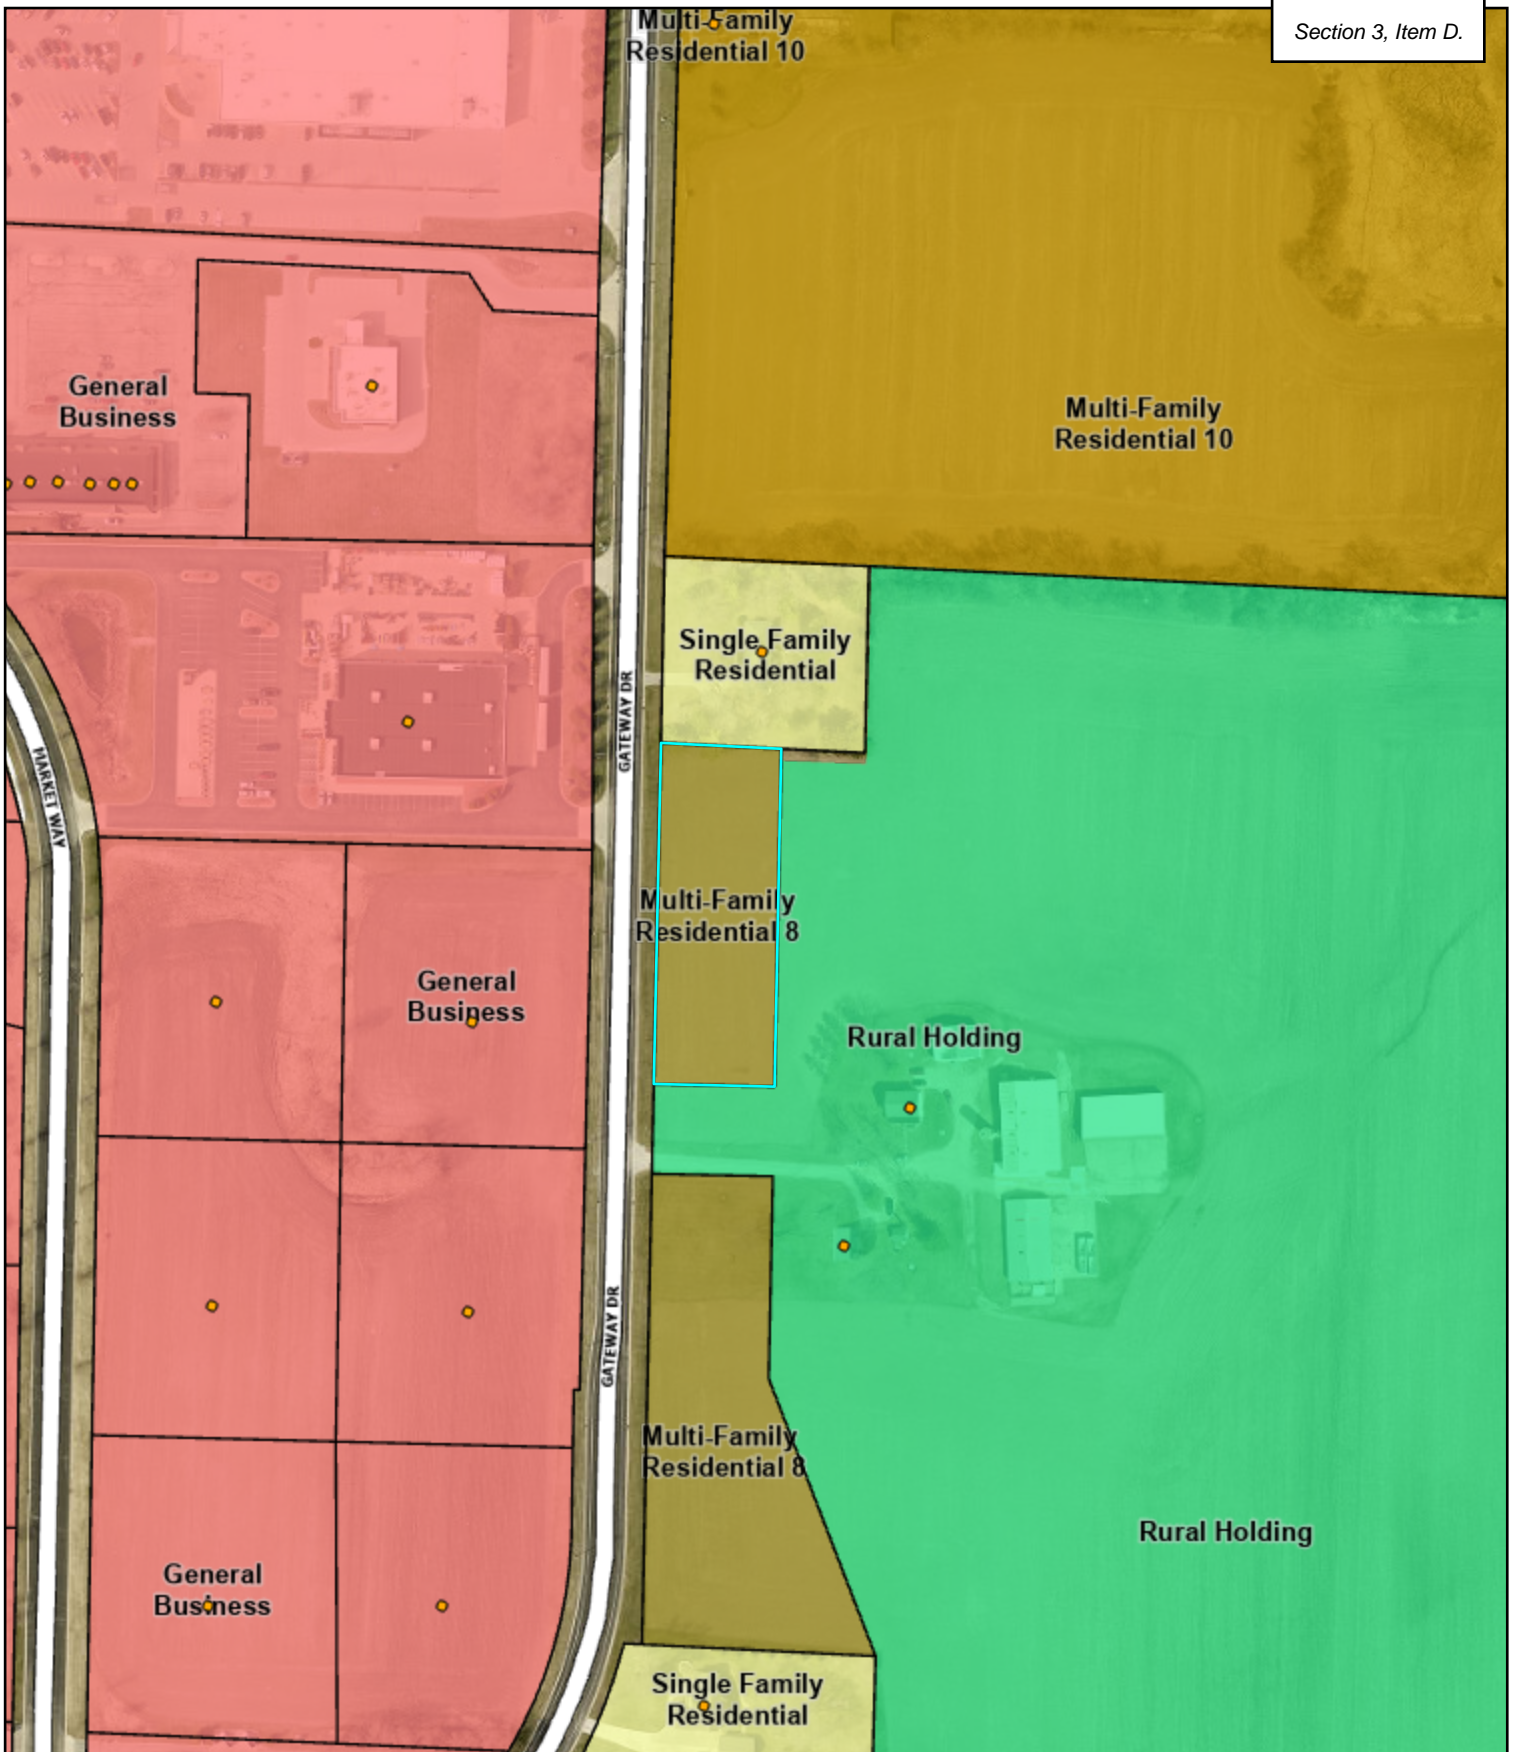 Section 3, Item D.
Multi-Family
Residential 10
General
Business
Multi-Family
Residential 10
Single Family
Residential
GATEWAY DR
MARKET WAY
Multi-Family
Residential 8
General
Business
Rural Holding
GATEWAY DR
Multi-Family
Residential 8
Rural Holding
General
Business
Single Family
Residential